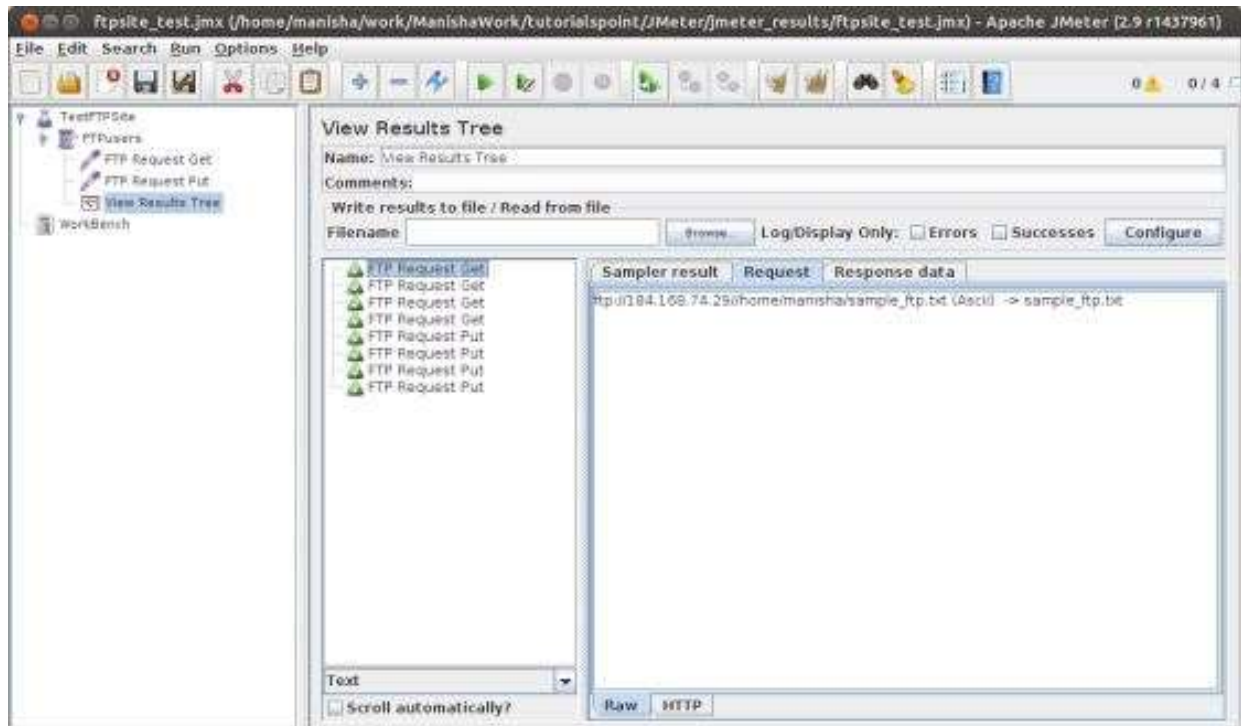 ftpsite_test.jmx (/home/manisha/work/ManishaWork/tutorialspoint/JMeter/jmeter_results/ftpsite_test.jmx) - Apache JMeter (2.9 r1437961)
File Edit Search Run Options Help
0 0 / 4
TestFTPSite
FTPusers
FTP Request Get
FTP Request Put
View Results Tree
WorkBench
View Results Tree
Name: View Results Tree
Comments:
Write results to file / Read from file
Filename Browse... Log/Display Only: Errors Successes Configure
FTP Request Get
FTP Request Get
FTP Request Get
FTP Request Get
FTP Request Put
FTP Request Put
FTP Request Put
FTP Request Put
Sampler result Request Response data
ftp://184.168.74.29//home/manisha/sample_ftp.txt (Ascii) -> sample_ftp.txt
Text
Scroll automatically?
Raw HTTP